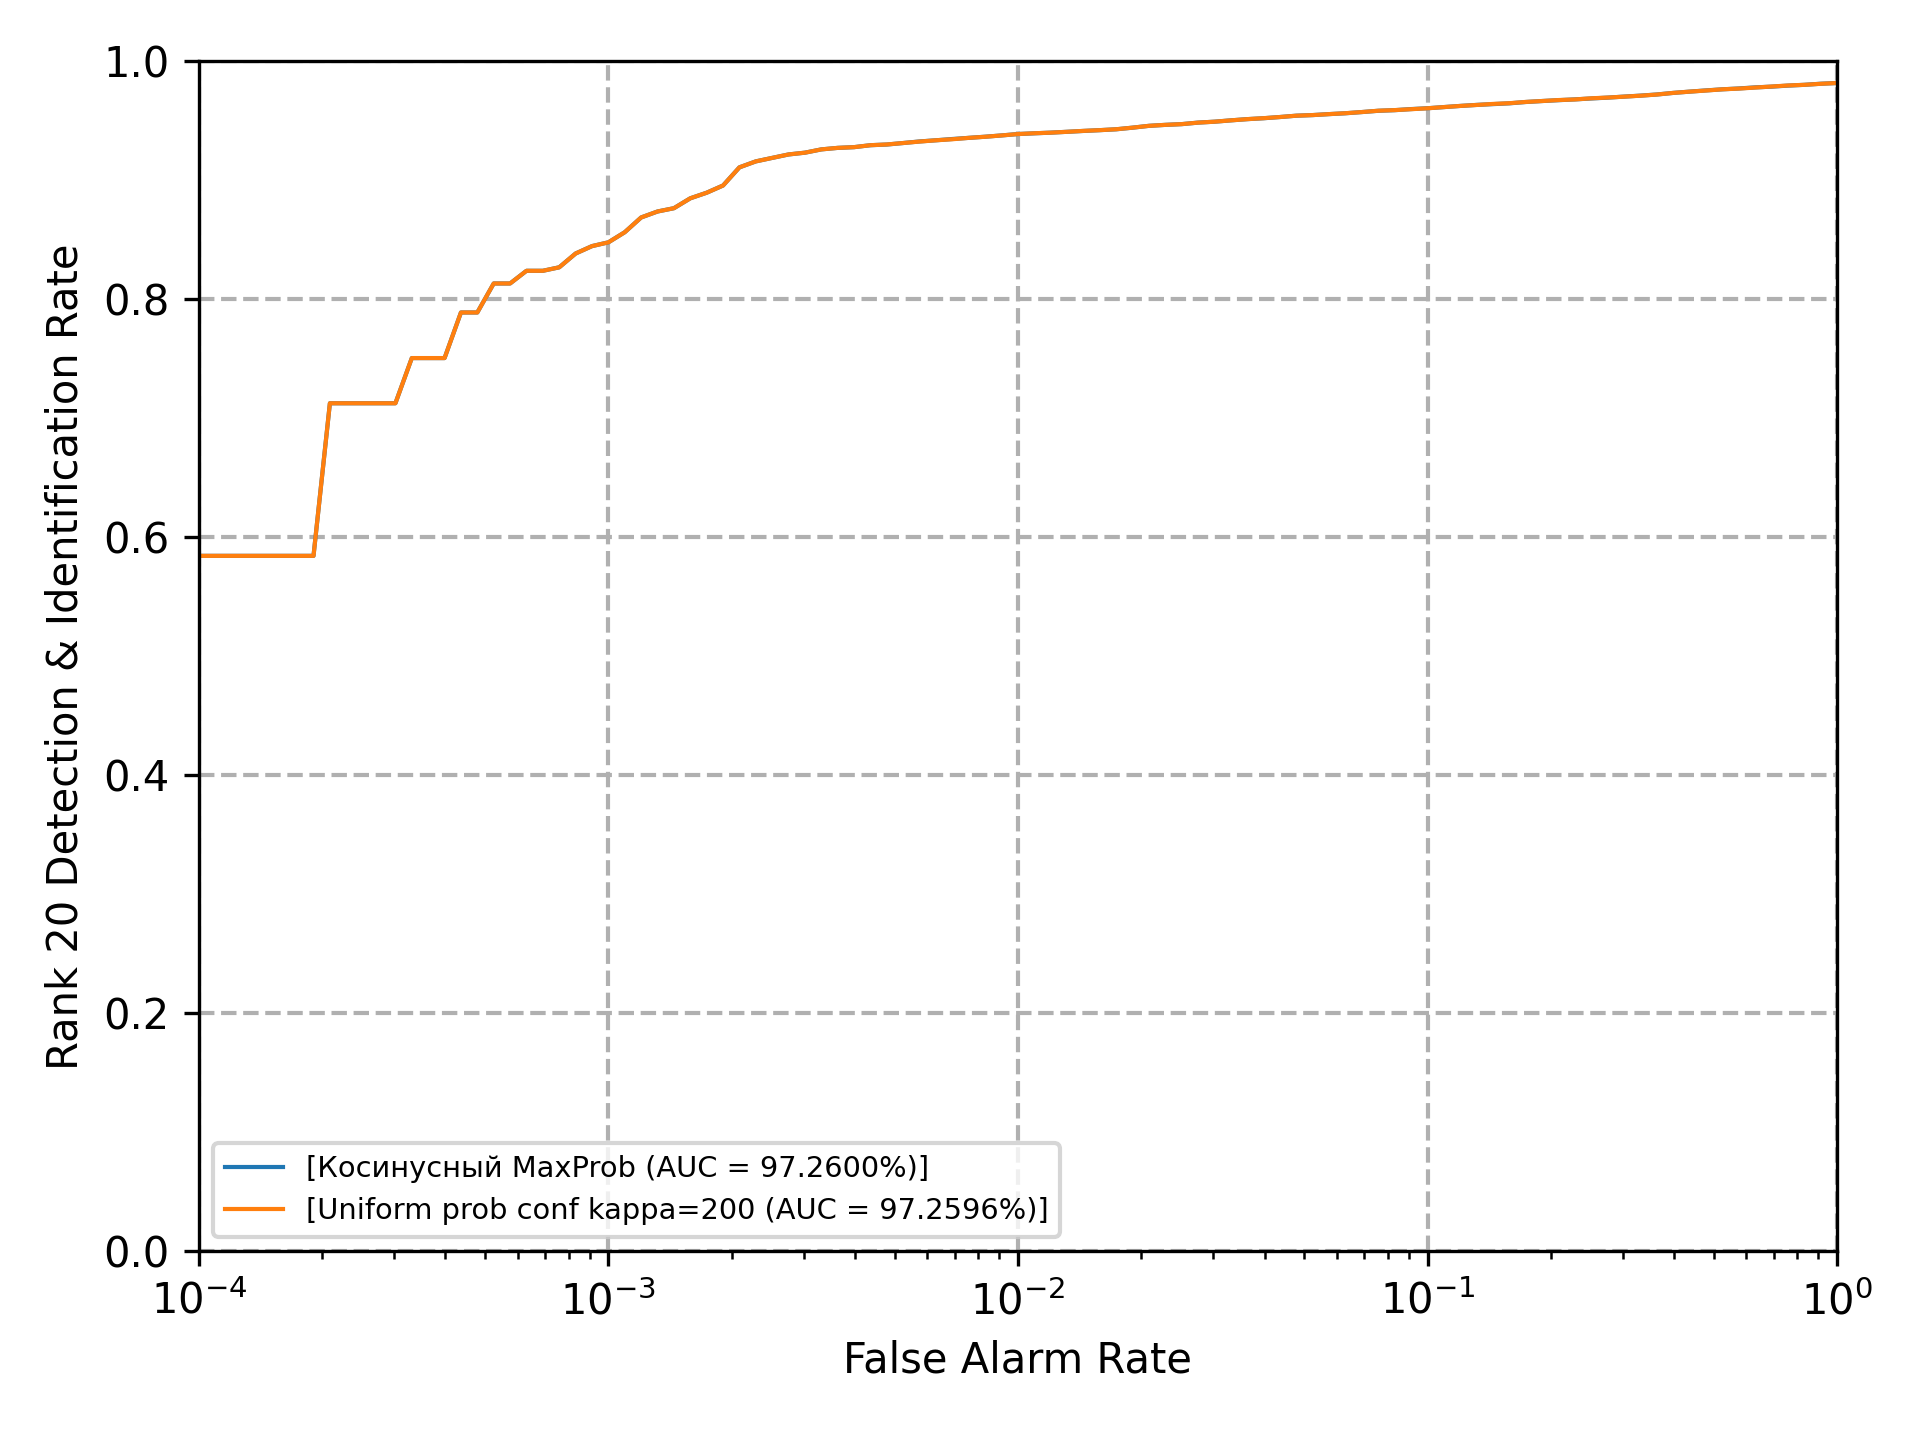 1.0
0.8
0.6
0.4
0.2
0.0
Rank 20 Detection & Identification Rate
[Косинусный MaxProb (AUC = 97.2600%)]
[Uniform prob conf kappa=200 (AUC = 97.2596%)]
10⁻⁴ 10⁻³ 10⁻² 10⁻¹ 10⁰
False Alarm Rate